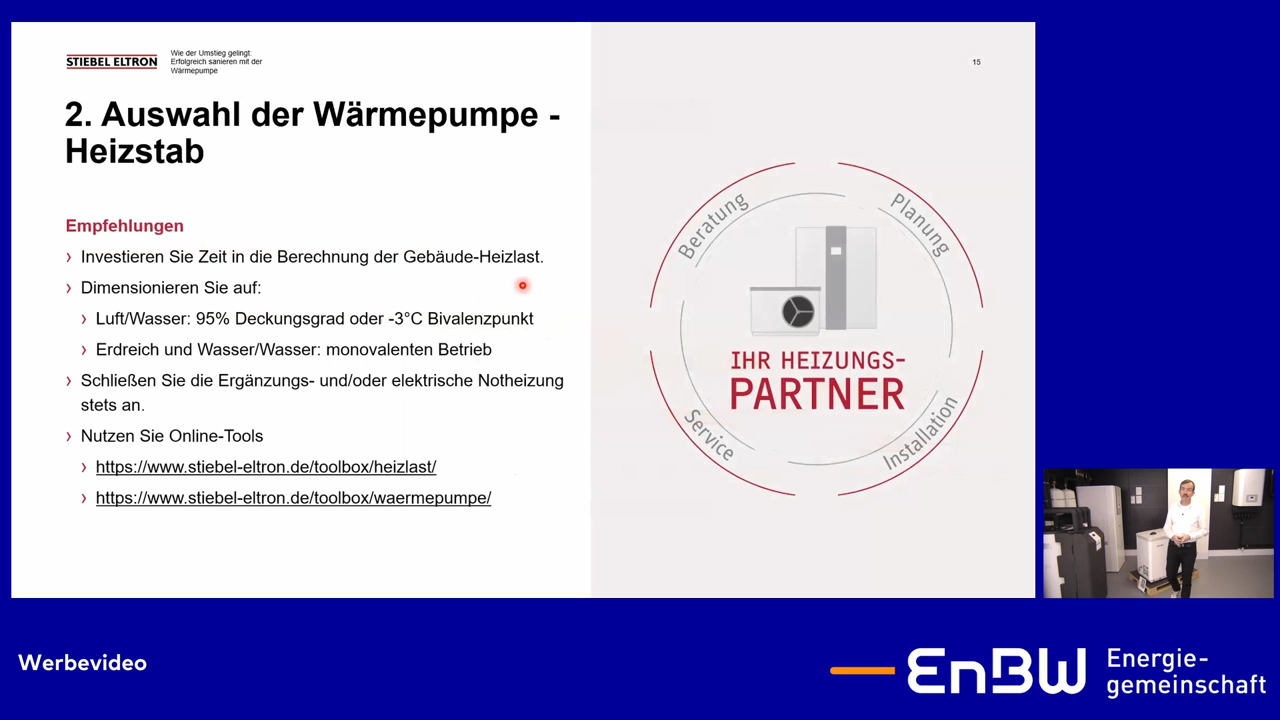 STIEBEL ELTRON
Wie der Umstieg gelingt:
Erfolgreich sanieren mit der
Wärmepumpe
15
2. Auswahl der Wärmepumpe -
Heizstab
Empfehlungen
› Investieren Sie Zeit in die Berechnung der Gebäude-Heizlast.
› Dimensionieren Sie auf:
› Luft/Wasser: 95% Deckungsgrad oder -3°C Bivalenzpunkt
› Erdreich und Wasser/Wasser: monovalenten Betrieb
› Schließen Sie die Ergänzungs- und/oder elektrische Notheizung
stets an.
› Nutzen Sie Online-Tools
› https://www.stiebel-eltron.de/toolbox/heizlast/
› https://www.stiebel-eltron.de/toolbox/waermepumpe/
Beratung
Planung
IHR HEIZUNGS-
PARTNER
Service
Installation
Werbevideo
EnBW
Energie-
gemeinschaft